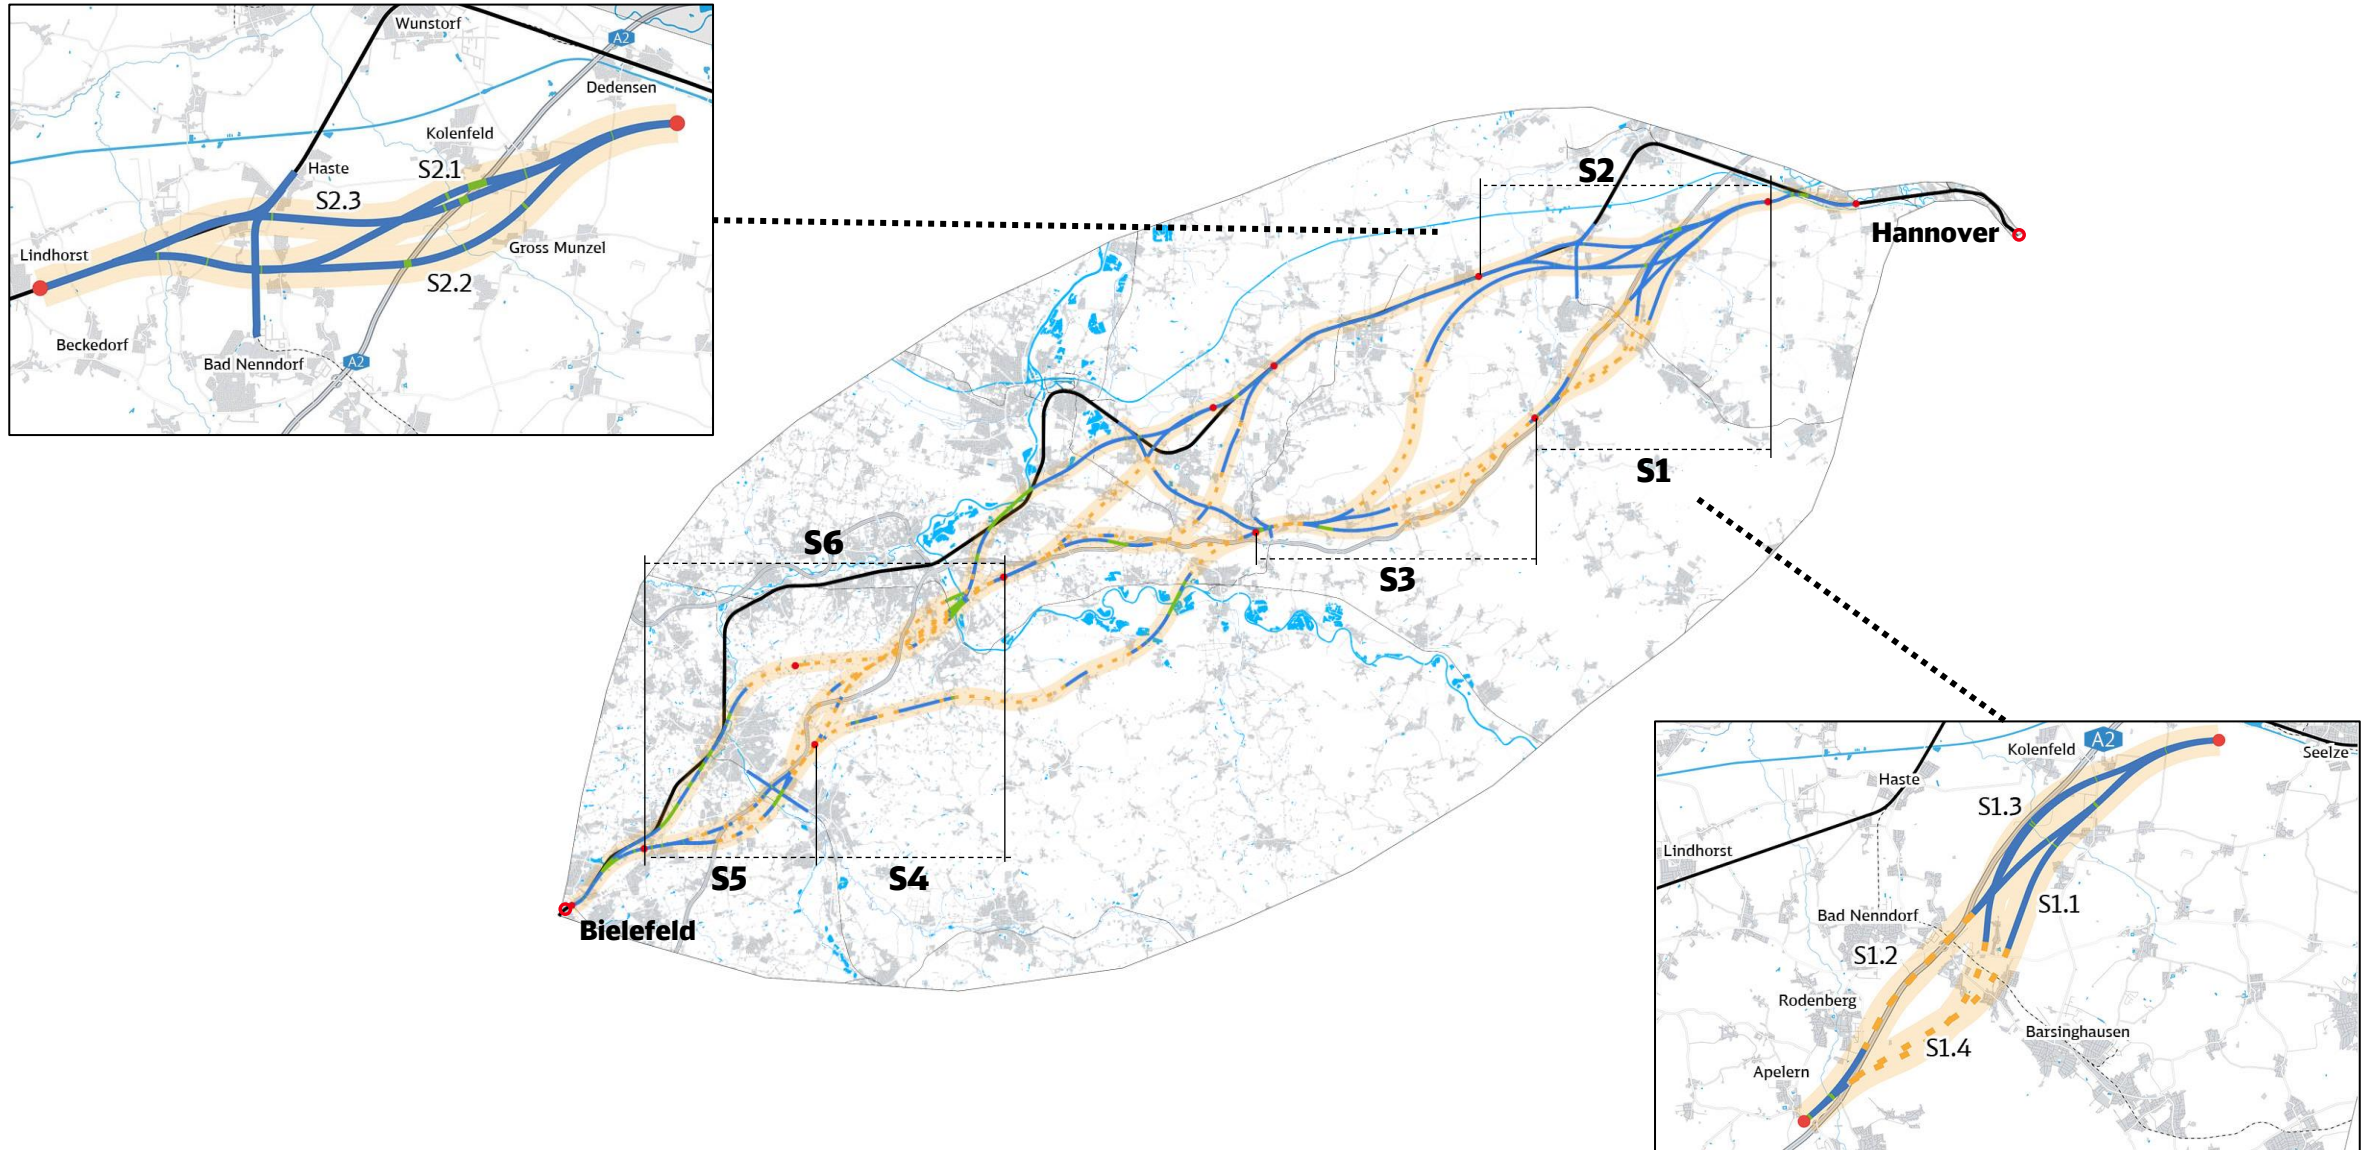 Wunstorf
A2
Dedensen
Kolenfeld
Haste
S2.1
S2.3
Lindhorst
Gross Munzel
S2.2
Beckedorf
Bad Nenndorf
A2
S2
Hannover
S1
S6
S3
S5
S4
Bielefeld
Kolenfeld
A2
Seelze
Haste
S1.3
Lindhorst
S1.1
Bad Nenndorf
S1.2
Rodenberg
Barsinghausen
S1.4
Apelern